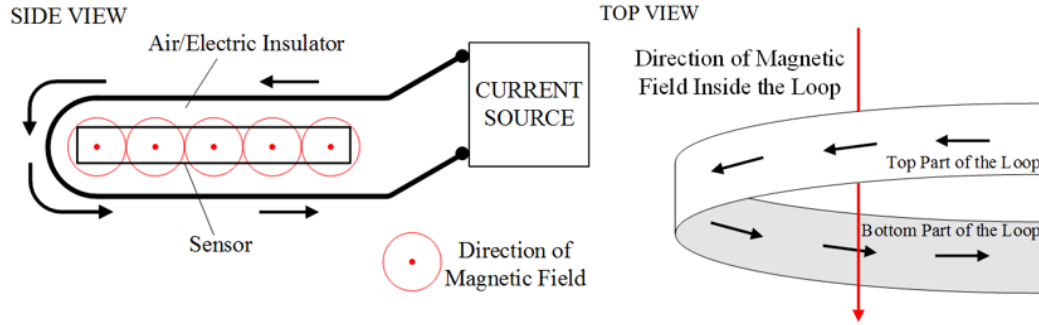 SIDE VIEW
Air/Electric Insulator
CURRENT
SOURCE
Sensor
Direction of
Magnetic Field
TOP VIEW
Direction of Magnetic
Field Inside the Loop
Top Part of the Loop
Bottom Part of the Loop